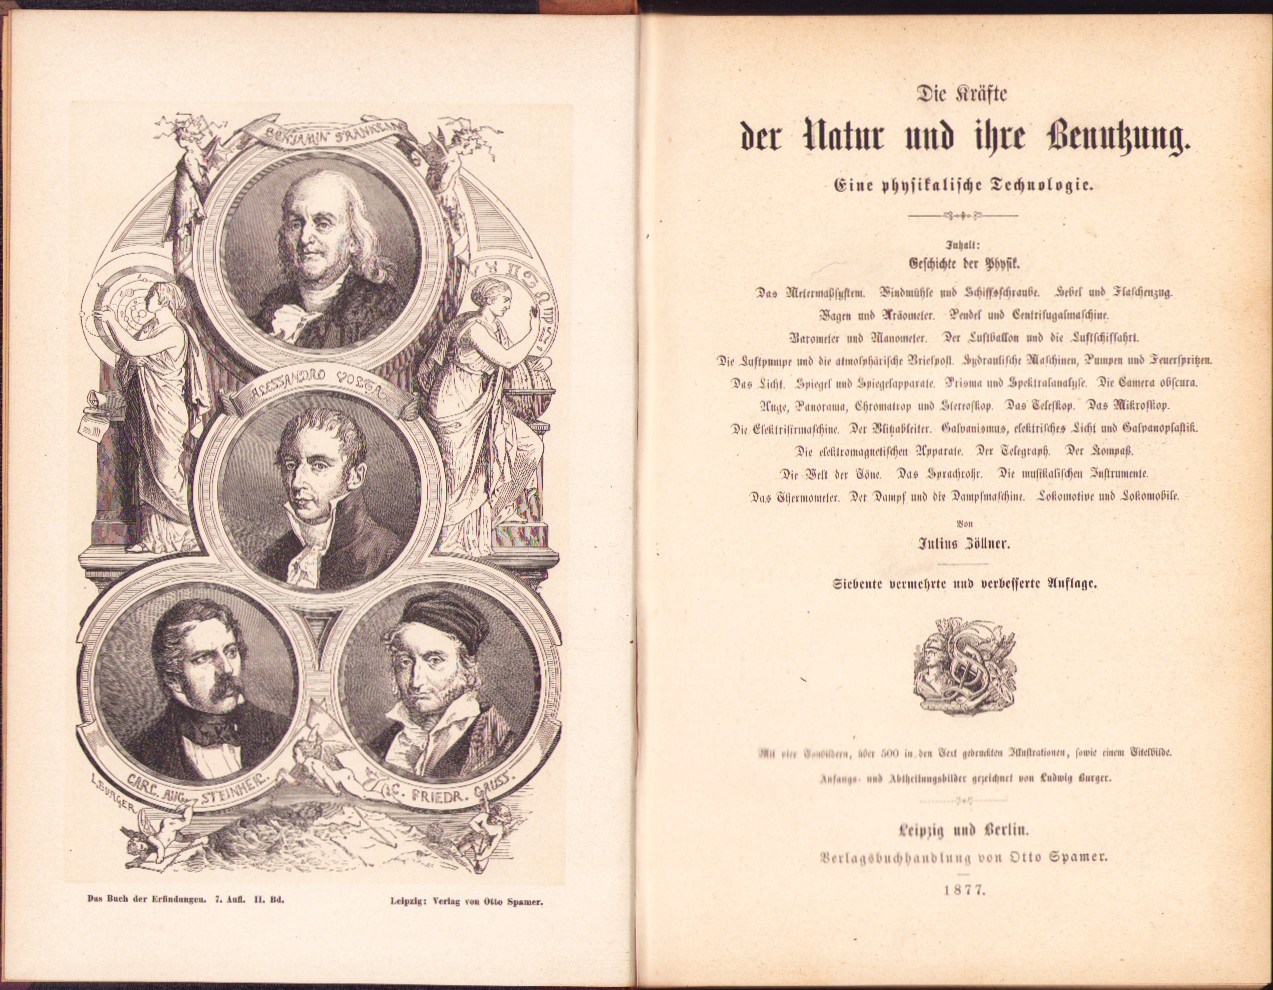 BENJAMIN FRANKLIN
ALESSANDRO VOLTA
CARL AUG. STEINHEIL.
C. FRIEDR. GAUSS.
L. BURGER
Das Buch der Erfindungen. 7. Aufl. II. Bd.
Leipzig: Verlag von Otto Spamer.
Die Kräfte
der Natur und ihre Benutzung.
Eine physikalische Technologie.
Inhalt:
Geschichte der Physik.
Das Metermaßsystem. Windmühle und Schiffsschraube. Hebel und Flaschenzug.
Wagen und Aräometer. Pendel und Centrifugalmaschine.
Barometer und Manometer. Der Luftballon und die Luftschiffahrt.
Die Luftpumpe und die atmosphärische Briefpost. Hydraulische Maschinen, Pumpen und Feuerspritzen.
Das Licht. Spiegel und Spiegelapparate. Prisma und Spektralanalyse. Die Camera obscura.
Auge, Panorama, Chromatrop und Stereoskop. Das Teleskop. Das Mikroskop.
Die Elektrisirmaschine. Der Blitzableiter. Galvanismus, elektrisches Licht und Galvanoplastik.
Die elektromagnetischen Apparate. Der Telegraph. Der Kompaß.
Die Welt der Töne. Das Sprachrohr. Die musikalischen Instrumente.
Das Thermometer. Der Dampf und die Dampfmaschine. Lokomotive und Lokomobile.
Von
Julius Zöllner.
Siebente vermehrte und verbesserte Auflage.
Mit vier Tonbildern, über 500 in den Text gedruckten Illustrationen, sowie einem Titelbilde.
Anfangs- und Abtheilungsbilder gezeichnet von Ludwig Burger.
Leipzig und Berlin.
Verlagsbuchhandlung von Otto Spamer.
1877.